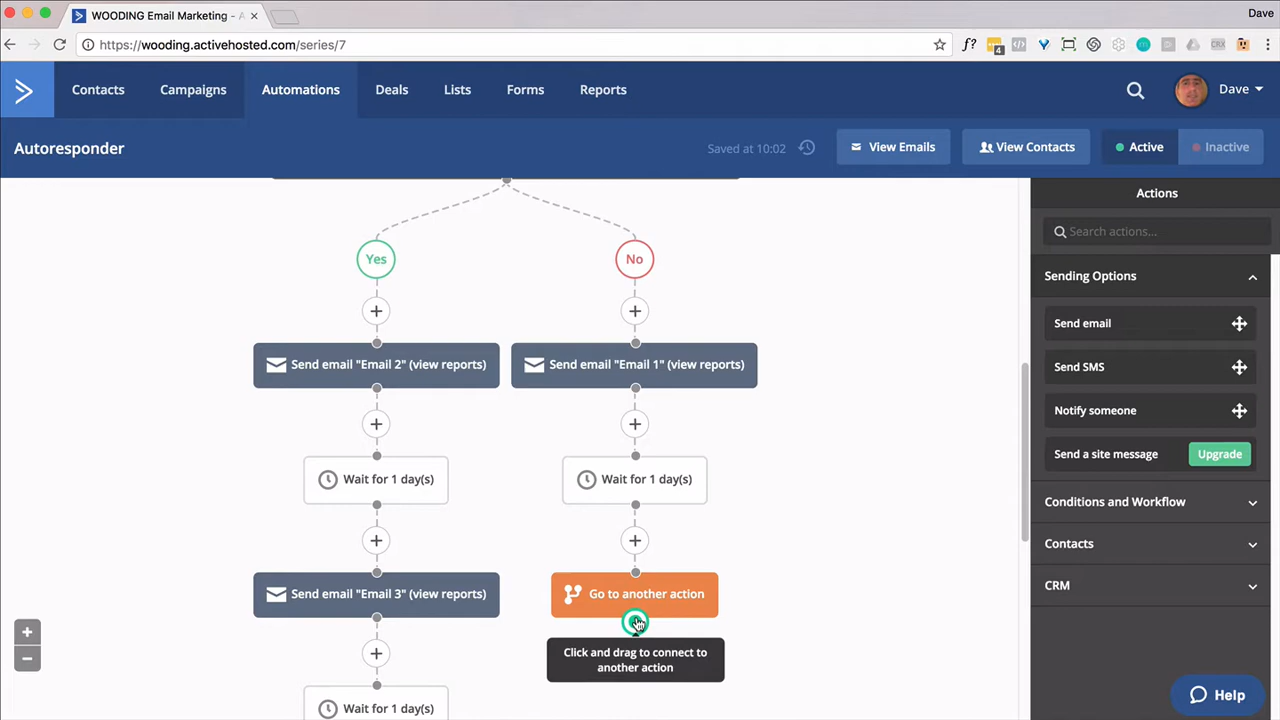 WOODING Email Marketing - A
Dave
https://wooding.activehosted.com/series/7
f?
4
CRX
Contacts
Campaigns
Automations
Deals
Lists
Forms
Reports
Dave
Autoresponder
Saved at 10:02
View Emails
View Contacts
Active
Inactive
Actions
Search actions...
Yes
No
Sending Options
Send email "Email 2" (view reports)
Send email "Email 1" (view reports)
Send email
Send SMS
Notify someone
Send a site message
Upgrade
Wait for 1 day(s)
Wait for 1 day(s)
Conditions and Workflow
Contacts
CRM
Send email "Email 3" (view reports)
Go to another action
Click and drag to connect to
another action
Wait for 1 day(s)
Help